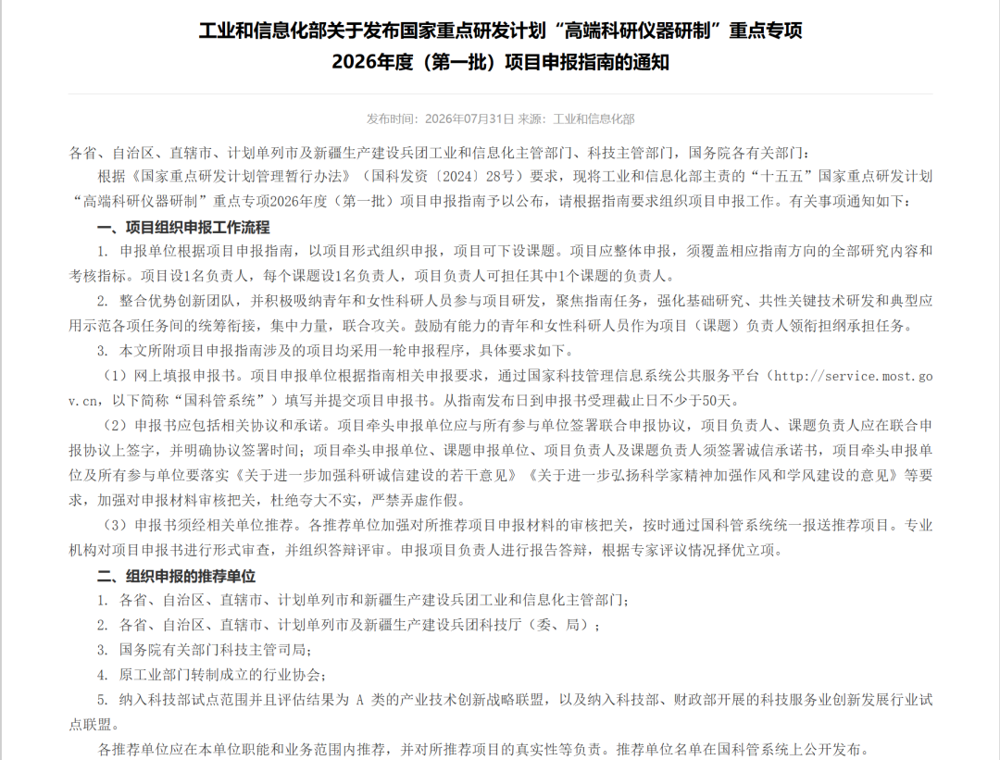 工业和信息化部关于发布国家重点研发计划“高端科研仪器研制”重点专项
2026年度（第一批）项目申报指南的通知
发布时间：2026年07月31日 来源：工业和信息化部
各省、自治区、直辖市、计划单列市及新疆生产建设兵团工业和信息化主管部门、科技主管部门，国务院各有关部门：
根据《国家重点研发计划管理暂行办法》（国科发资〔2024〕28号）要求，现将工业和信息化部主责的“十五五”国家重点研发计划
“高端科研仪器研制”重点专项2026年度（第一批）项目申报指南予以公布，请根据指南要求组织项目申报工作。有关事项通知如下：
一、项目组织申报工作流程
1. 申报单位根据项目申报指南，以项目形式组织申报，项目可下设课题。项目应整体申报，须覆盖相应指南方向的全部研究内容和
考核指标。项目设1名负责人，每个课题设1名负责人，项目负责人可担任其中1个课题的负责人。
2. 整合优势创新团队，并积极吸纳青年和女性科研人员参与项目研发，聚焦指南任务，强化基础研究、共性关键技术研发和典型应
用示范各项任务间的统筹衔接，集中力量，联合攻关。鼓励有能力的青年和女性科研人员作为项目（课题）负责人领衔担纲承担任务。
3. 本文所附项目申报指南涉及的项目均采用一轮申报程序，具体要求如下。
（1）网上填报申报书。项目申报单位根据指南相关申报要求，通过国家科技管理信息系统公共服务平台（http://service.most.go
v.cn，以下简称“国科管系统”）填写并提交项目申报书。从指南发布日到申报书受理截止日不少于50天。
（2）申报书应包括相关协议和承诺。项目牵头申报单位应与所有参与单位签署联合申报协议，项目负责人、课题负责人应在联合申
报协议上签字，并明确协议签署时间；项目牵头申报单位、课题申报单位、项目负责人及课题负责人须签署诚信承诺书，项目牵头申报单
位及所有参与单位要落实《关于进一步加强科研诚信建设的若干意见》《关于进一步弘扬科学家精神加强作风和学风建设的意见》等要
求，加强对申报材料审核把关，杜绝夸大不实，严禁弄虚作假。
（3）申报书须经相关单位推荐。各推荐单位加强对所推荐项目申报材料的审核把关，按时通过国科管系统统一报送推荐项目。专业
机构对项目申报书进行形式审查，并组织答辩评审。申报项目负责人进行报告答辩，根据专家评议情况择优立项。
二、组织申报的推荐单位
1. 各省、自治区、直辖市、计划单列市和新疆生产建设兵团工业和信息化主管部门；
2. 各省、自治区、直辖市、计划单列市及新疆生产建设兵团科技厅（委、局）；
3. 国务院有关部门科技主管司局；
4. 原工业部门转制成立的行业协会；
5. 纳入科技部试点范围并且评估结果为 A 类的产业技术创新战略联盟，以及纳入科技部、财政部开展的科技服务业创新发展行业试
点联盟。
各推荐单位应在本单位职能和业务范围内推荐，并对所推荐项目的真实性等负责。推荐单位名单在国科管系统上公开发布。